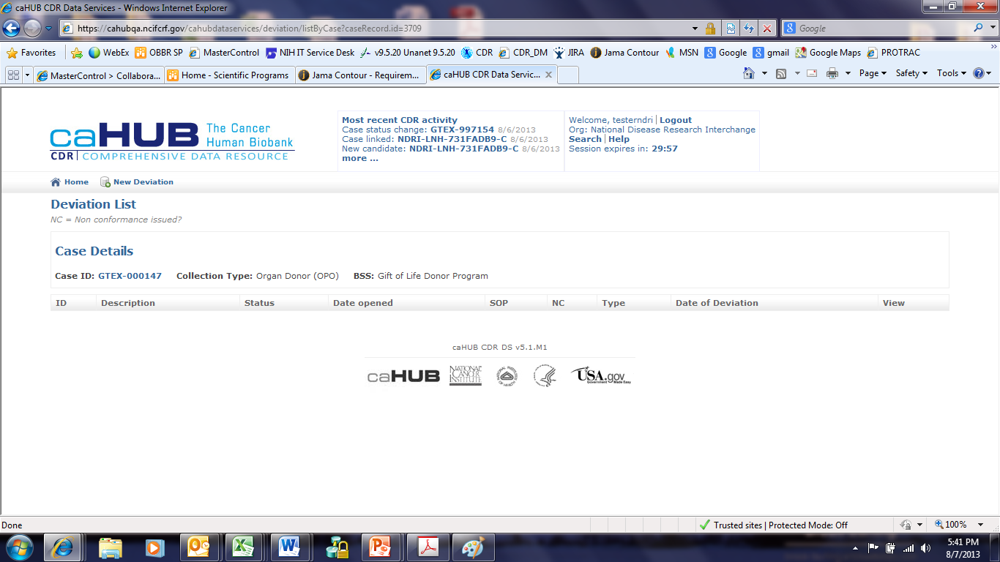 caHUB CDR Data Services - Windows Internet Explorer
https://cahubqa.ncifcrf.gov/cahubdataservices/deviation/listByCase?caseRecord.id=3709
Google
Favorites WebEx OBBR SP MasterControl NIH IT Service Desk v9.5.20 Unanet 9.5.20 CDR CDR_DM JIRA Jama Contour MSN Google gmail Google Maps PROTRAC
MasterControl > Collabora... Home - Scientific Programs Jama Contour - Requirem... caHUB CDR Data Servic... Page Safety Tools
caHUB The Cancer
Human Biobank
CDR | COMPREHENSIVE DATA RESOURCE
Most recent CDR activity
Case status change: GTEX-997154 8/6/2013
Case linked: NDRI-LNH-731FADB9-C 8/6/2013
New candidate: NDRI-LNH-731FADB9-C 8/6/2013
more ...
Welcome, testerndri | Logout
Org: National Disease Research Interchange
Search | Help
Session expires in: 29:57
Home New Deviation
Deviation List
NC = Non conformance issued?
Case Details
Case ID: GTEX-000147 Collection Type: Organ Donor (OPO) BSS: Gift of Life Donor Program
ID Description Status Date opened SOP NC Type Date of Deviation View
caHUB CDR DS v5.1.M1
caHUB NATIONAL CANCER INSTITUTE USA.gov
Government Made Easy
Done Trusted sites | Protected Mode: Off 100%
5:41 PM
8/7/2013